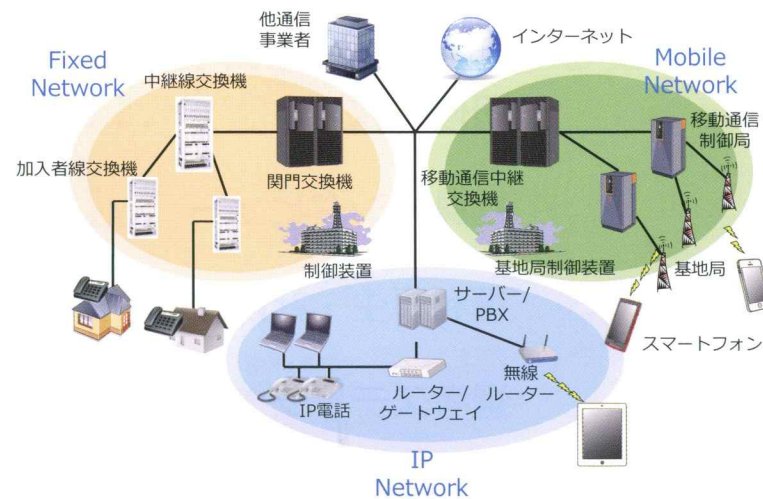 他通信
事業者
インターネット
Fixed
Network
Mobile
Network
中継線交換機
移動通信
制御局
加入者線交換機
関門交換機
移動通信中継
交換機
制御装置
基地局制御装置
基地局
サーバー/
PBX
スマートフォン
IP電話
ルーター/
ゲートウェイ
無線
ルーター
IP
Network